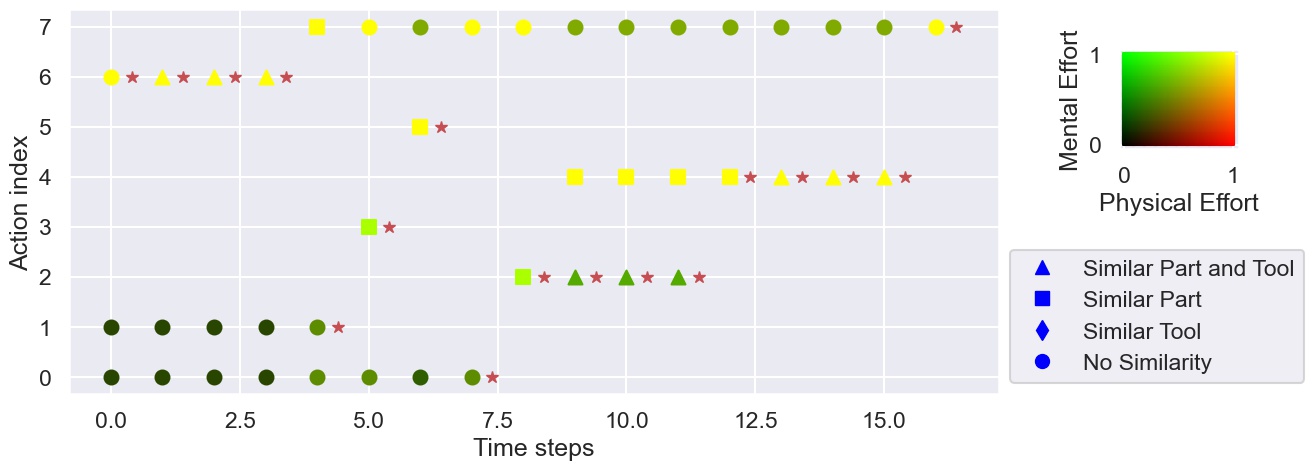 7
6
5
4
3
2
1
0
Action index
0.0 2.5 5.0 7.5 10.0 12.5 15.0
Time steps
Mental Effort
1
0
0 1
Physical Effort
Similar Part and Tool
Similar Part
Similar Tool
No Similarity